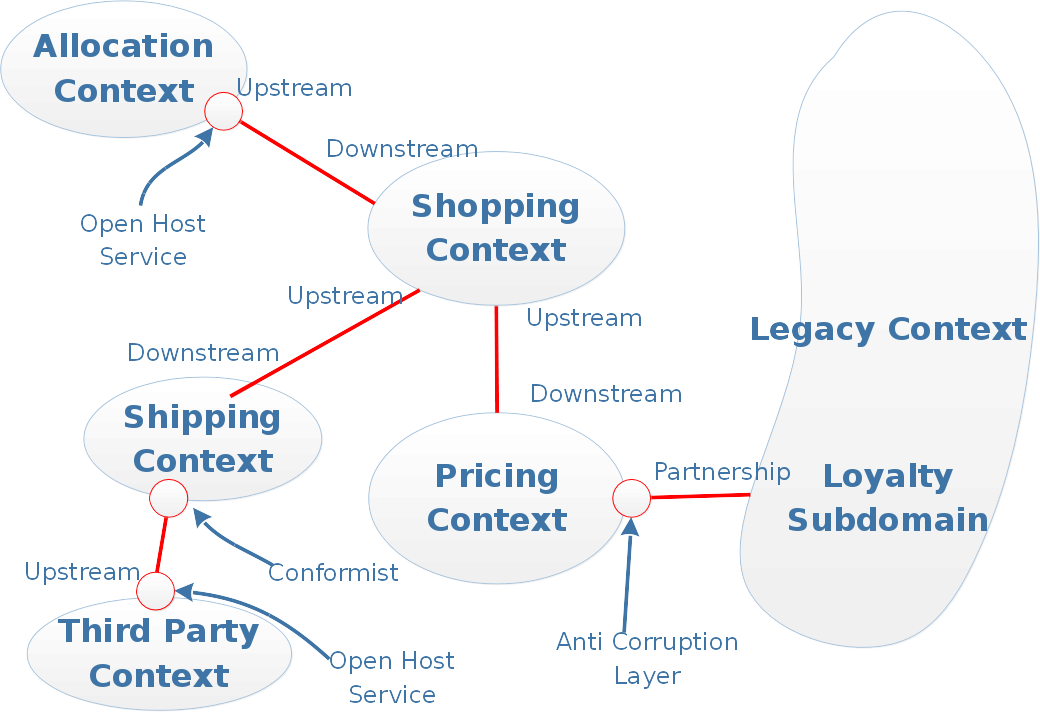 Allocation
Context
Upstream
Downstream
Open Host
Service
Shopping
Context
Upstream
Upstream
Downstream
Downstream
Legacy Context
Shipping
Context
Pricing
Context
Partnership
Loyalty
Subdomain
Upstream
Conformist
Third Party
Context
Open Host
Service
Anti Corruption
Layer